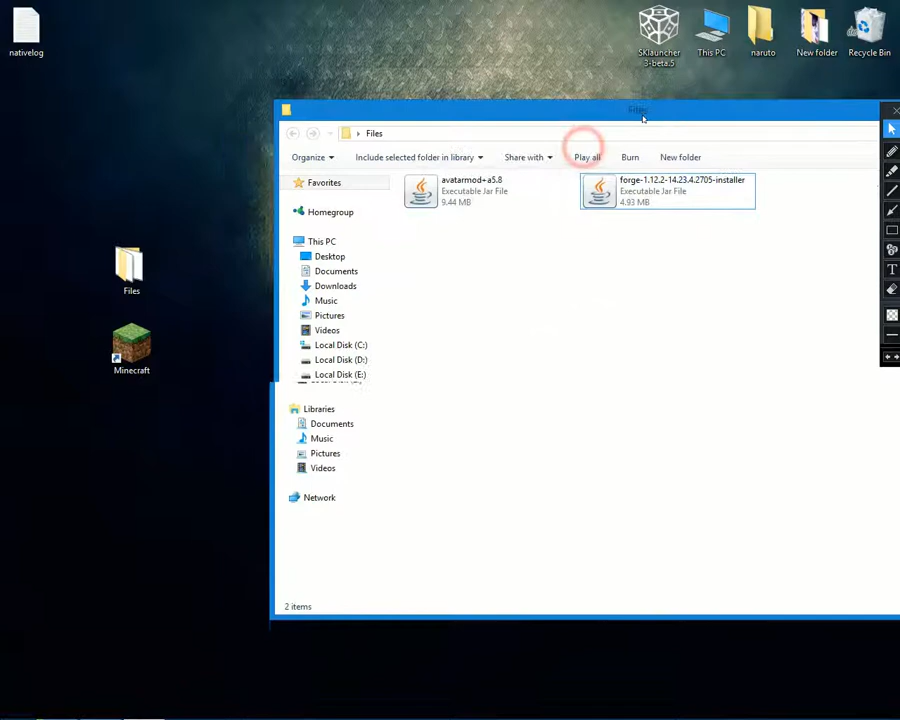 nativelog
SKlauncher
3-beta.5
This PC
naruto
New folder
Recycle Bin
Files
Files
Organize
Include selected folder in library
Share with
Play all
Burn
New folder
Favorites
Homegroup
This PC
Desktop
Documents
Downloads
Music
Pictures
Videos
Local Disk (C:)
Local Disk (D:)
Local Disk (E:)
Libraries
Documents
Music
Pictures
Videos
Network
avatarmod+a5.8
Executable Jar File
9.44 MB
forge-1.12.2-14.23.4.2705-installer
Executable Jar File
4.93 MB
Files
Minecraft
2 items
T